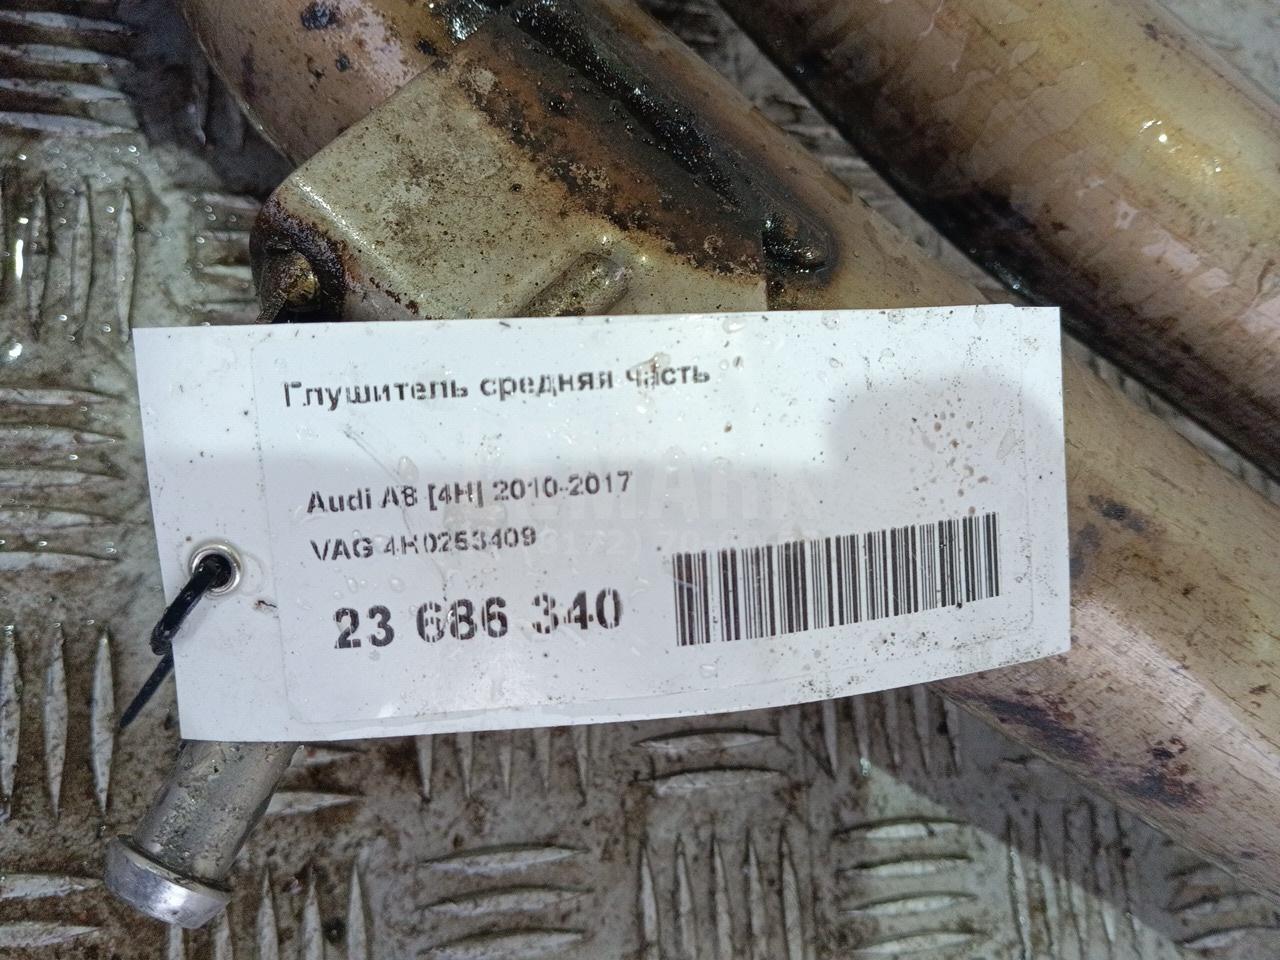 Глушитель средняя часть
Audi A8 [4H] 2010-2017
VAG 4H0253409
23 686 340